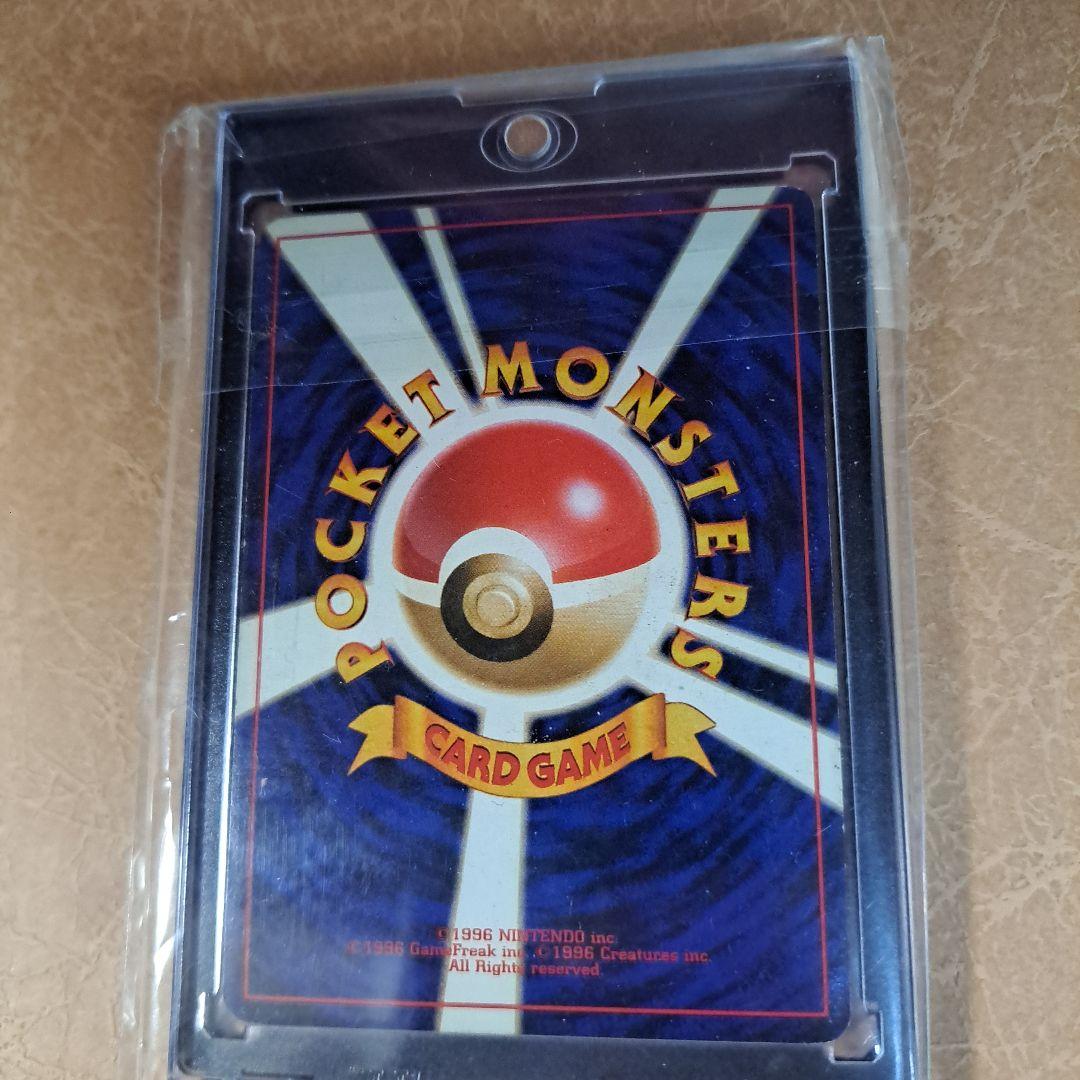 POCKET MONSTERS
CARD GAME
©1996 NINTENDO inc.
©1996 GameFreak inc. ©1996 Creatures inc.
All Rights reserved.